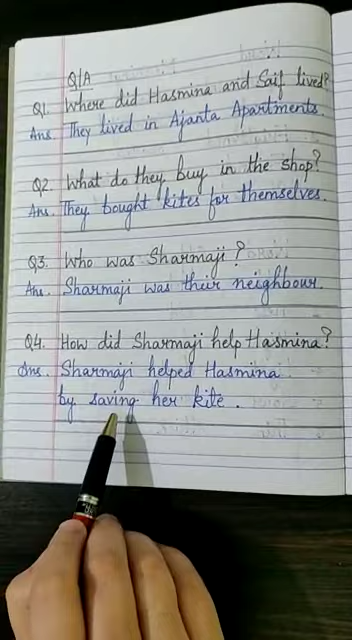 Q/A
Q1. Where did Hasmina and Saif lived?
Ans They lived in Ajanta Apartments.
Q2. What do they buy in the shop?
Ans. They bought kites for themselves.
Q3. Who was Sharmaji?
Ans. Sharmaji was their neighbour.
Q4. How did Sharmaji help Hasmina?
Ans. Sharmaji helped Hasmina
by saving her kite.